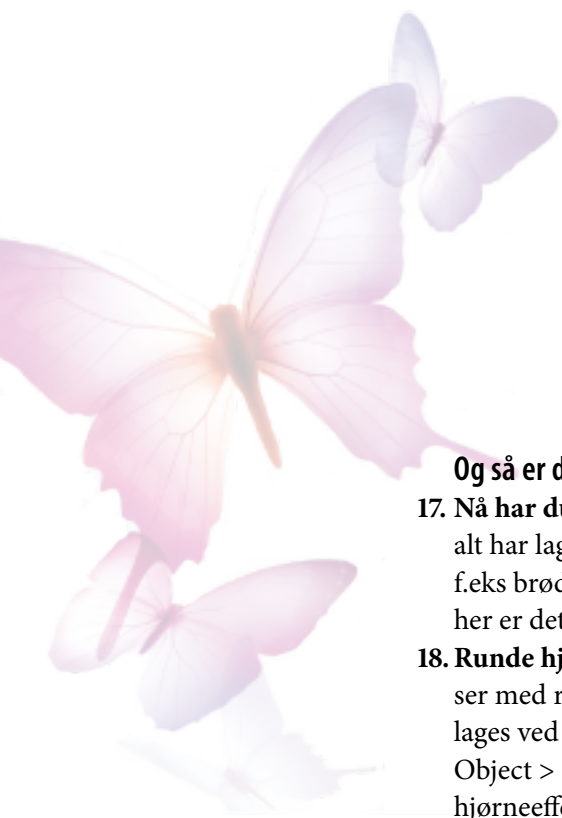 Og så er d
17. Nå har du
alt har lag
f.eks brød
her er det
18. Runde hj
ser med r
lages ved
Object >
hjørneeffe